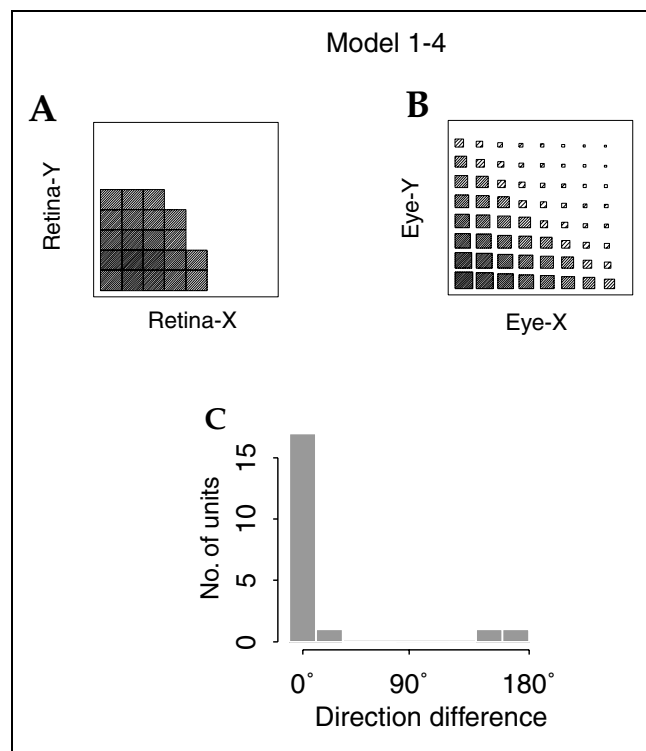 Model 1-4
A
Retina-Y
Retina-X
B
Eye-Y
Eye-X
C
No. of units
15
10
5
0
0° 90° 180°
Direction difference